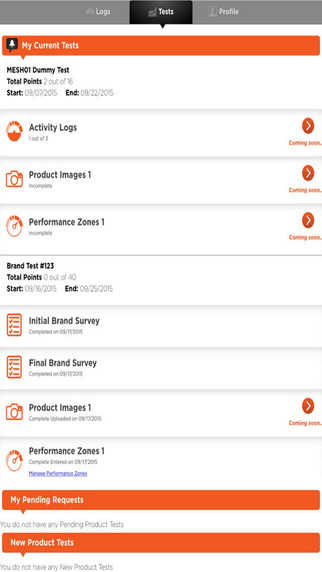 Logs Tests Profile
My Current Tests
MESH01 Dummy Test
Total Points 2 out of 16
Start: 09/07/2015 End: 09/22/2015
Activity Logs
1 out of 3
Coming soon..
Product Images 1
Incomplete
Coming soon..
Performance Zones 1
Incomplete
Coming soon..
Brand Test #123
Total Points 0 out of 40
Start: 09/16/2015 End: 09/25/2015
Initial Brand Survey
Completed on 09/17/2015
Final Brand Survey
Completed on 09/17/2015
Product Images 1
Complete Uploaded on 09/17/2015
Coming soon..
Performance Zones 1
Complete Entered on 09/17/2015
Manage Performance Zones
My Pending Requests
You do not have any Pending Product Tests
New Product Tests
You do not have any New Product Tests